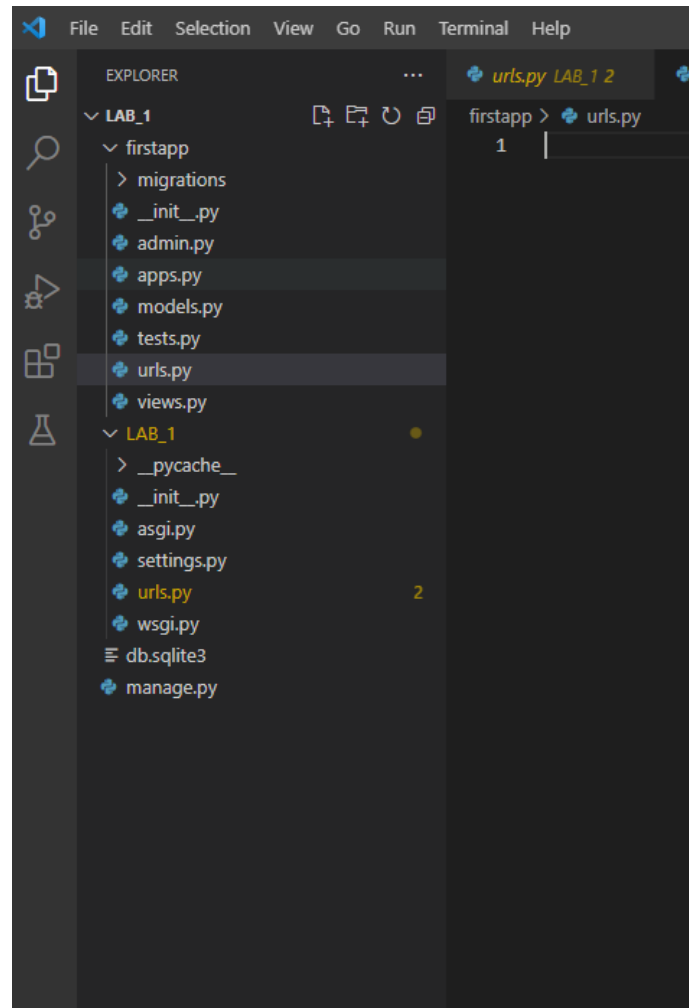 File Edit Selection View Go Run Terminal Help
EXPLORER
urls.py LAB_1 2
LAB_1
firstapp > urls.py
firstapp
1
migrations
__init__.py
admin.py
apps.py
models.py
tests.py
urls.py
views.py
LAB_1
__pycache__
__init__.py
asgi.py
settings.py
urls.py 2
wsgi.py
db.sqlite3
manage.py